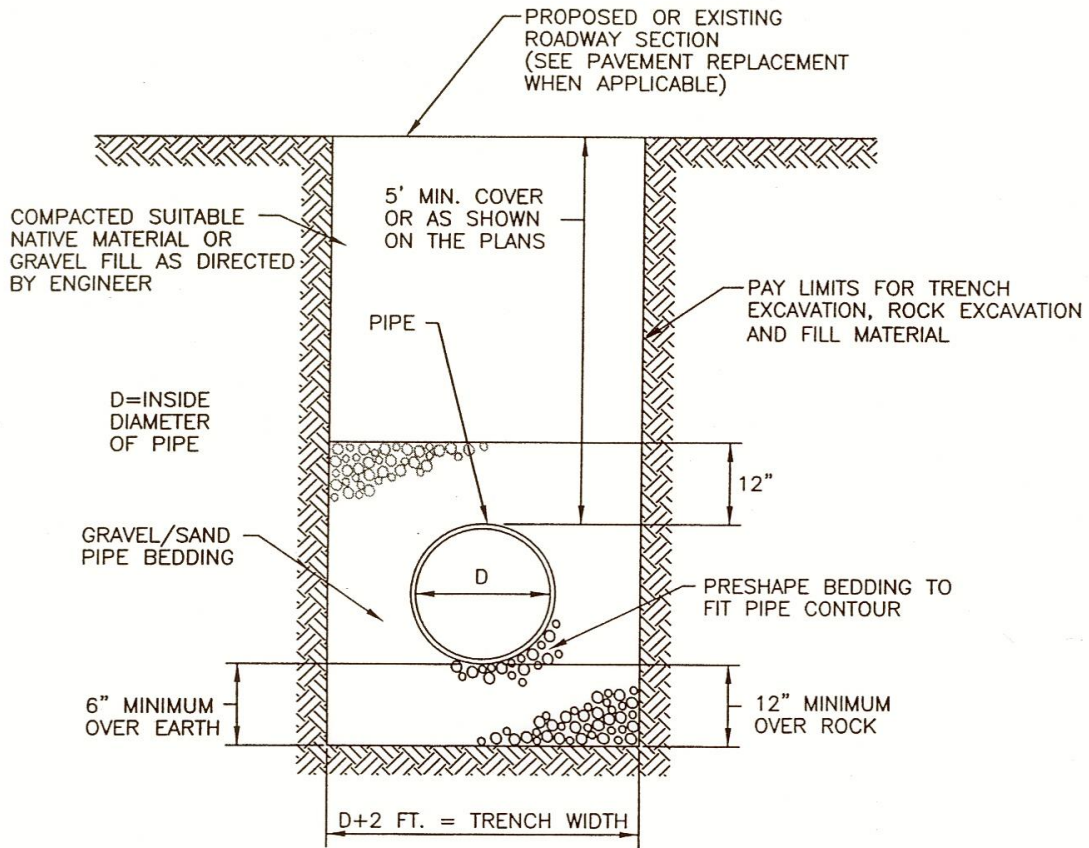 PROPOSED OR EXISTING
ROADWAY SECTION
(SEE PAVEMENT REPLACEMENT
WHEN APPLICABLE)
COMPACTED SUITABLE
NATIVE MATERIAL OR
GRAVEL FILL AS DIRECTED
BY ENGINEER
5' MIN. COVER
OR AS SHOWN
ON THE PLANS
PAY LIMITS FOR TRENCH
EXCAVATION, ROCK EXCAVATION
AND FILL MATERIAL
PIPE
D=INSIDE
DIAMETER
OF PIPE
12"
GRAVEL/SAND
PIPE BEDDING
D
PRESHAPE BEDDING TO
FIT PIPE CONTOUR
6" MINIMUM
OVER EARTH
12" MINIMUM
OVER ROCK
D+2 FT. = TRENCH WIDTH